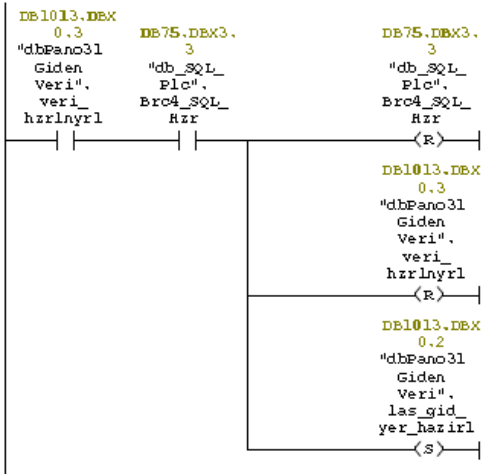 DB1013.DBX
0.3
"dbPano31
Giden
Veri".
veri_
hzrlnyrl
DB75.DBX3.
3
"db_SQL_
Plc".
Brc4_SQL_
Hzr
DB75.DBX3.
3
"db_SQL_
Plc".
Brc4_SQL_
Hzr
(R)
DB1013.DBX
0.3
"dbPano31
Giden
Veri".
veri_
hzrlnyrl
(R)
DB1013.DBX
0.2
"dbPano31
Giden
Veri".
las_gid_
yer_hazirl
(S)